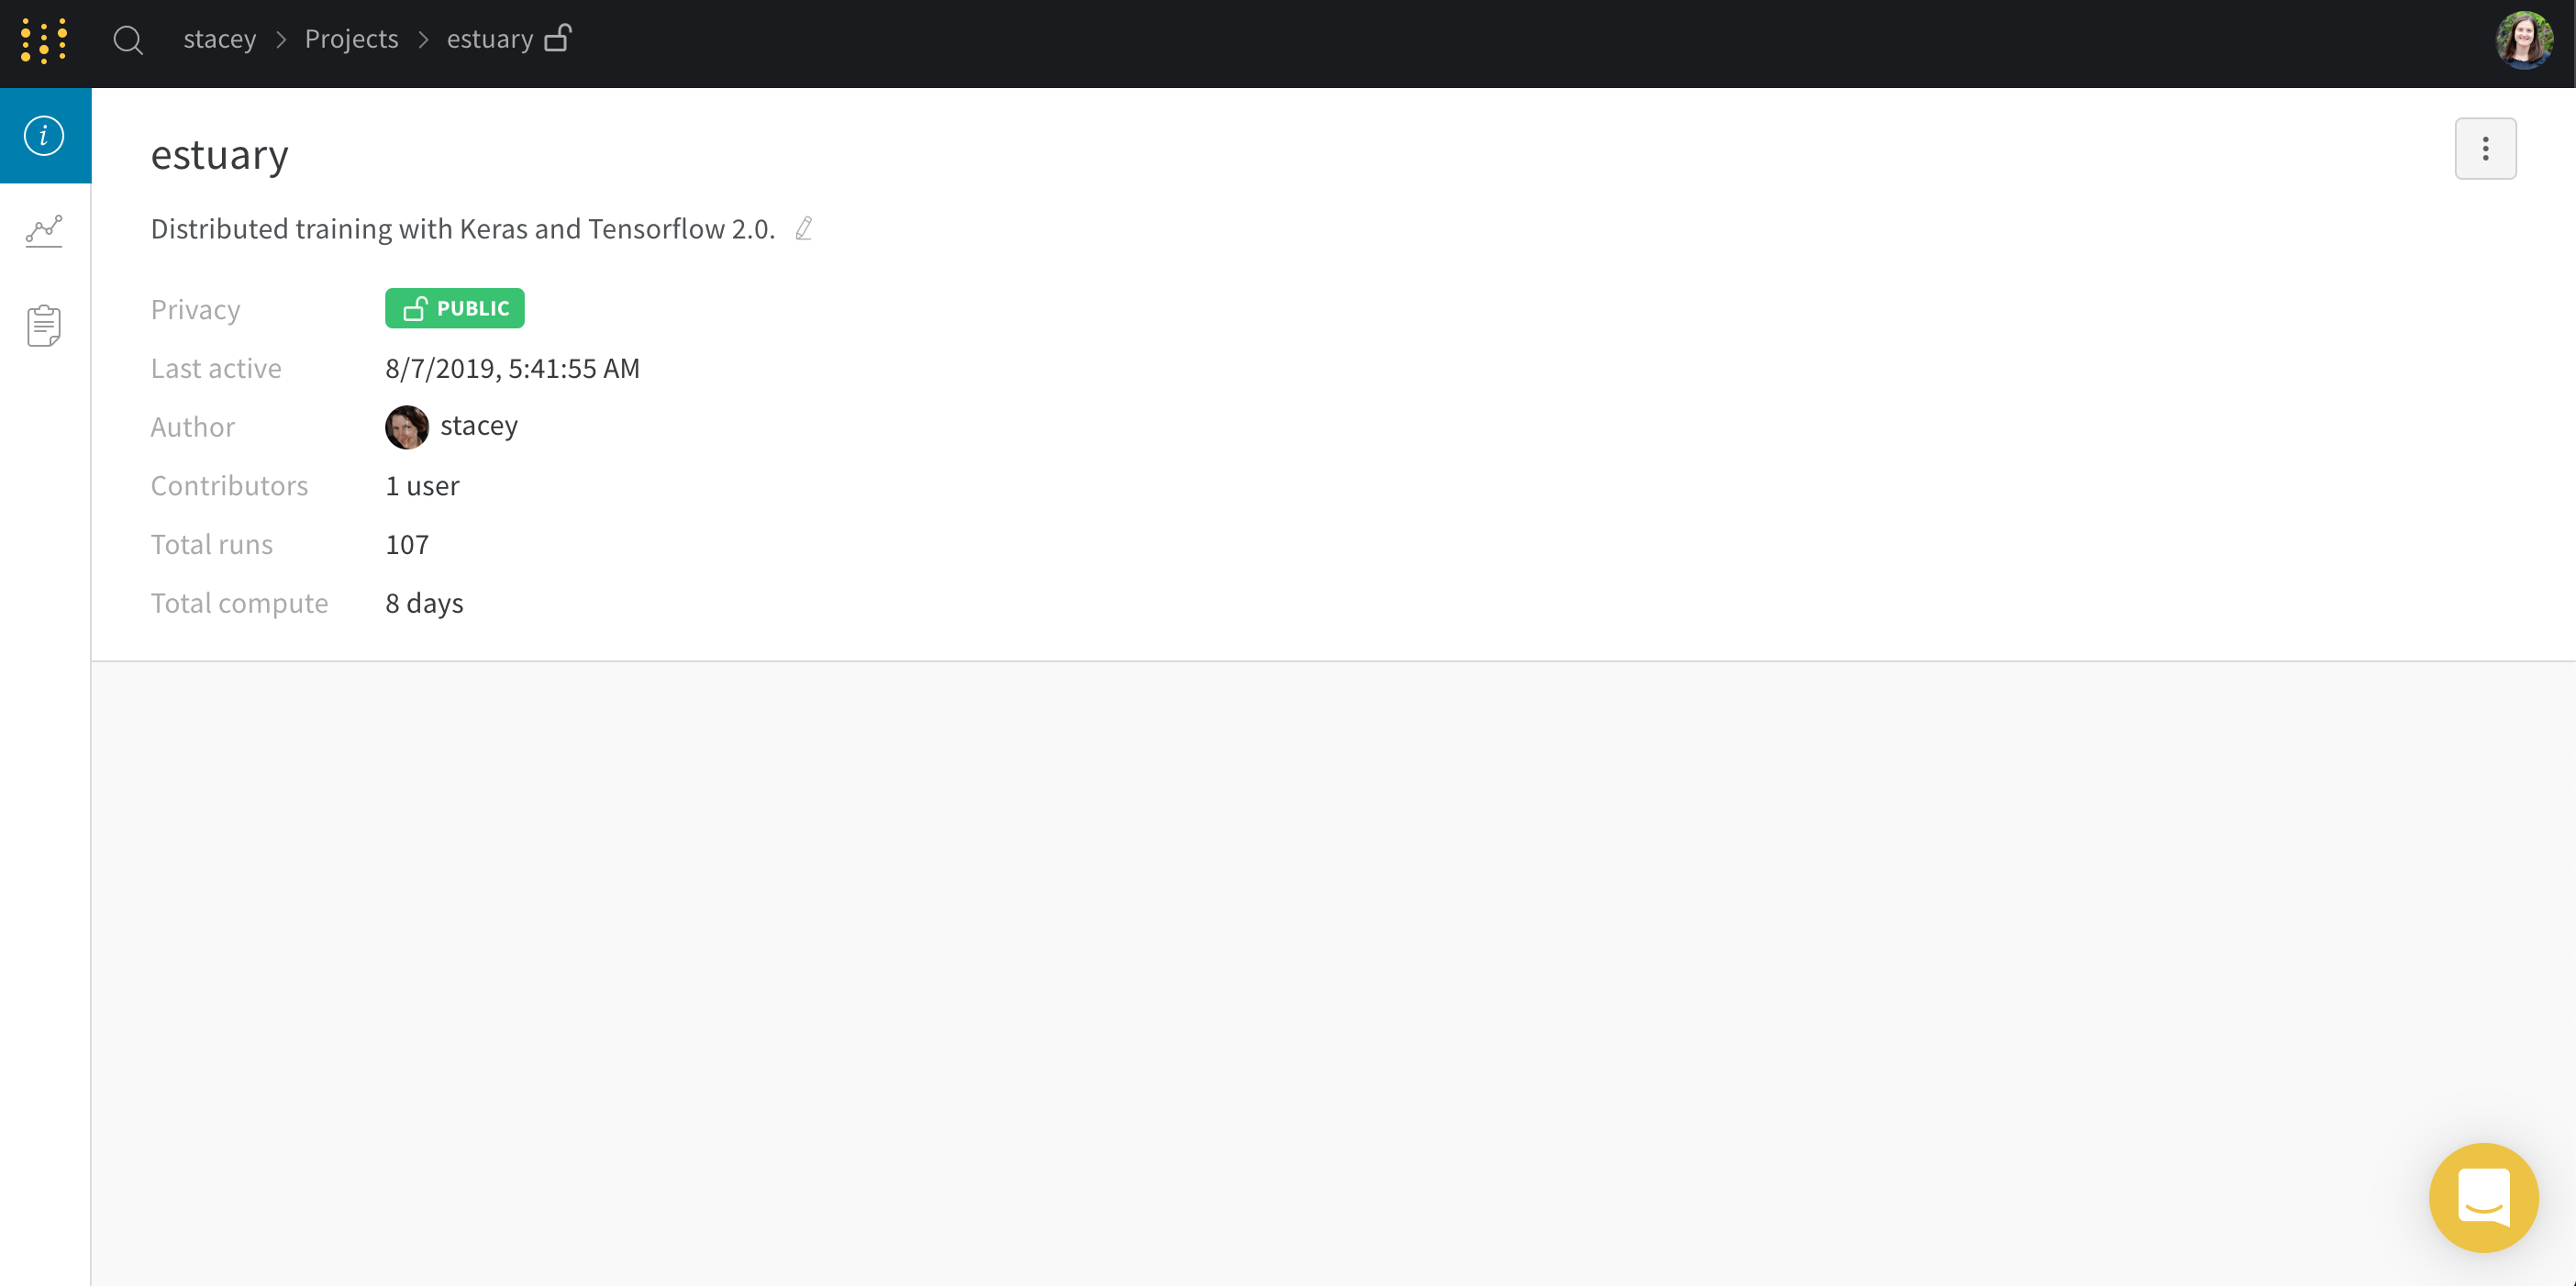 stacey > Projects > estuary
estuary
Distributed training with Keras and Tensorflow 2.0.
Privacy PUBLIC
Last active 8/7/2019, 5:41:55 AM
Author stacey
Contributors 1 user
Total runs 107
Total compute 8 days